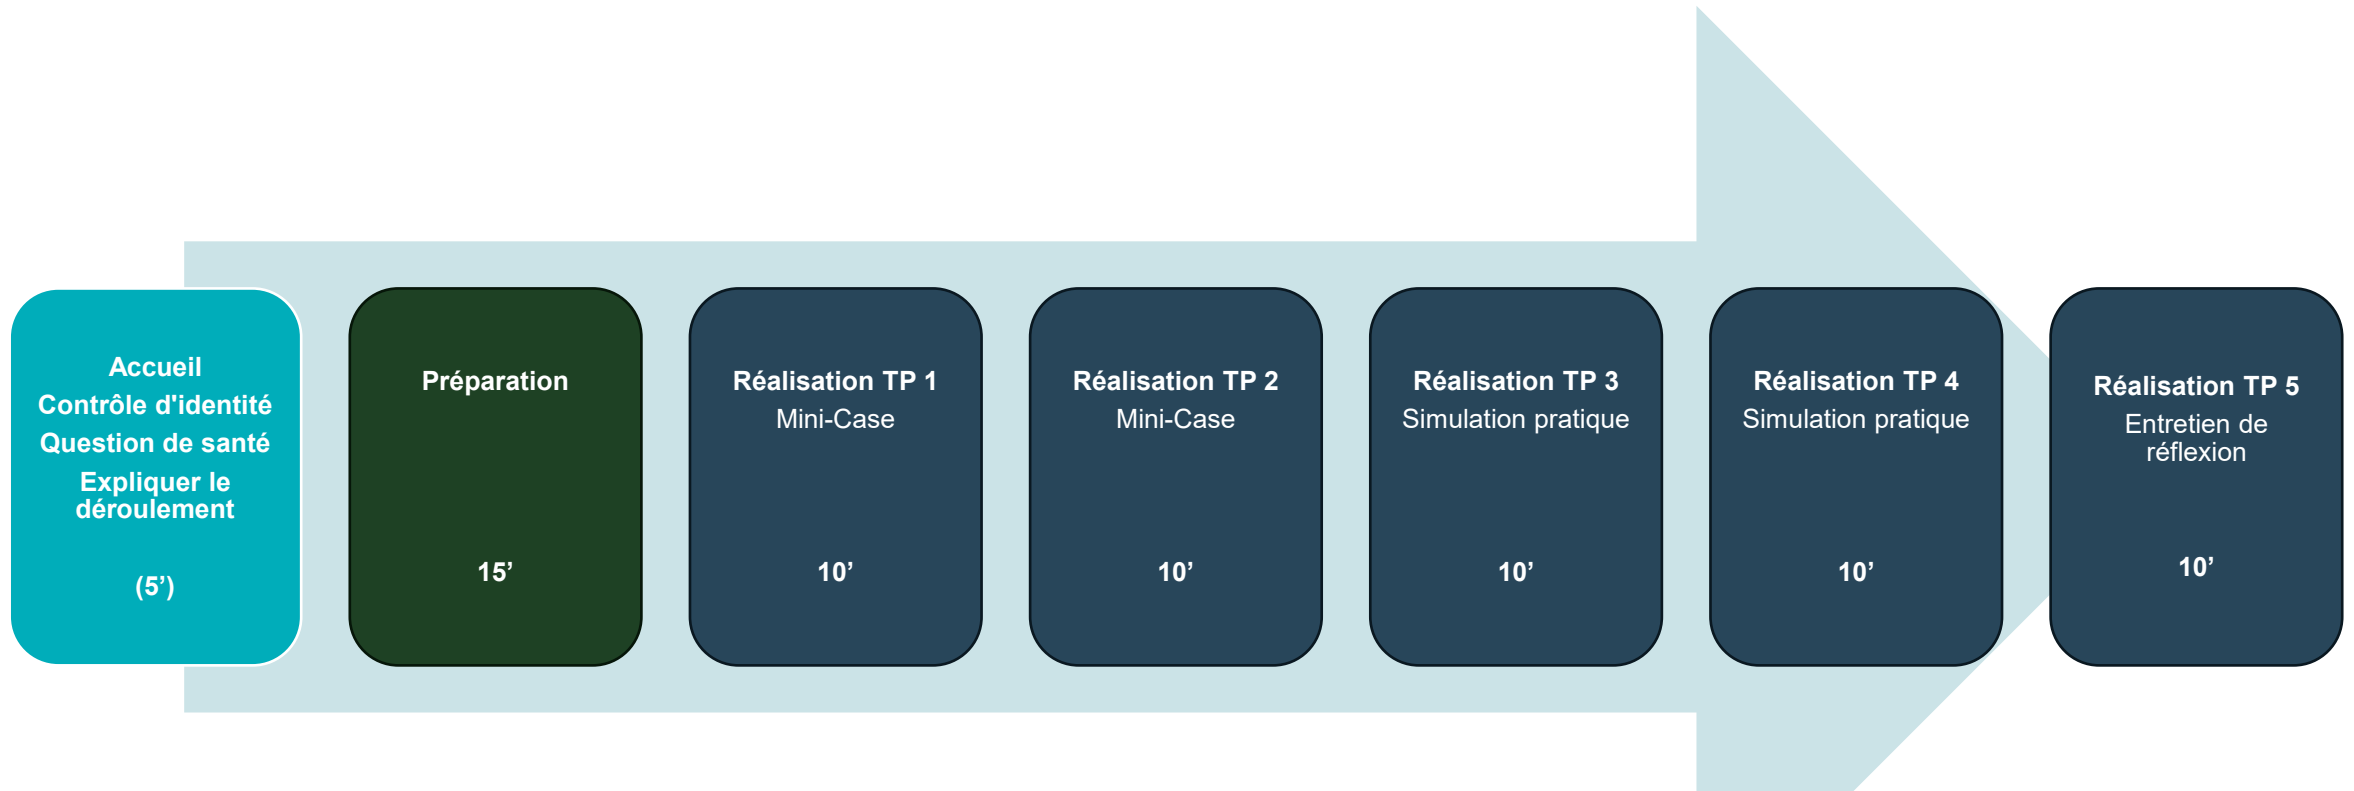 Accueil
Contrôle d'identité
Question de santé
Expliquer le
déroulement
(5’)
Préparation
15’
Réalisation TP 1
Mini-Case
10’
Réalisation TP 2
Mini-Case
10’
Réalisation TP 3
Simulation pratique
10’
Réalisation TP 4
Simulation pratique
10’
Réalisation TP 5
Entretien de
réflexion
10’